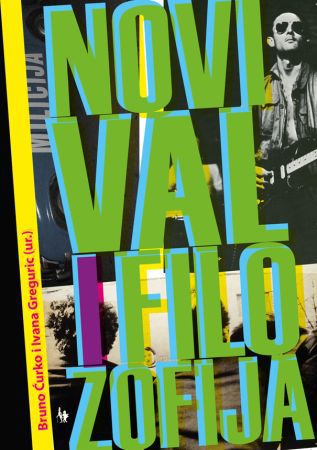 NOVI
VAL
I FILO
ZOFIJA
Bruno Ćurko i Ivana Greguric (ur.)
MILICIJA